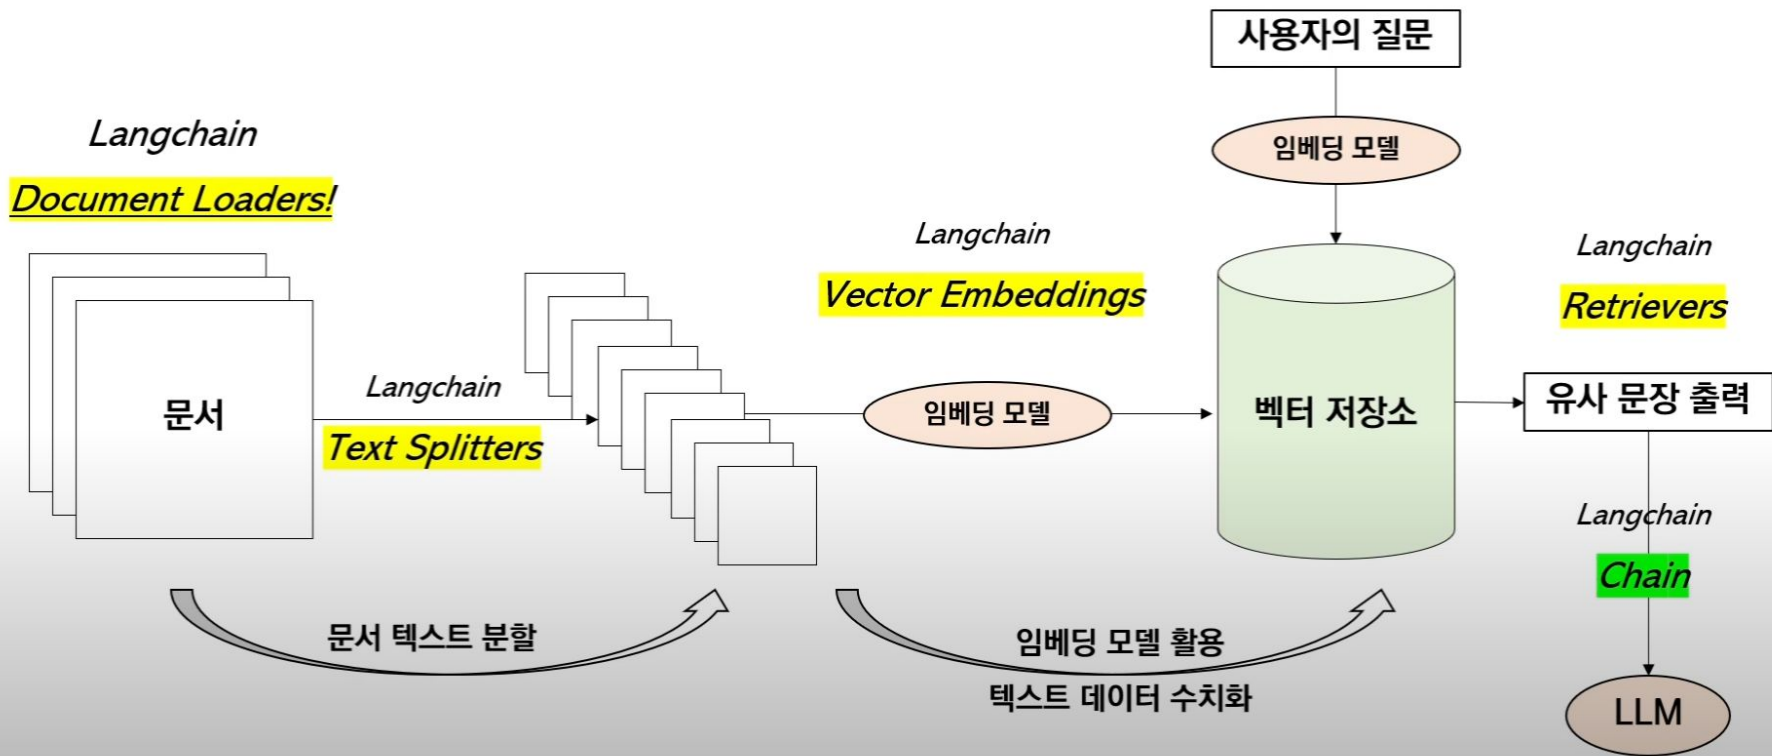 사용자의 질문
임베딩 모델
Langchain
Document Loaders!
문서
Langchain
Text Splitters
Langchain
Vector Embeddings
임베딩 모델
벡터 저장소
Langchain
Retrievers
유사 문장 출력
Langchain
Chain
LLM
문서 텍스트 분할
임베딩 모델 활용
텍스트 데이터 수치화